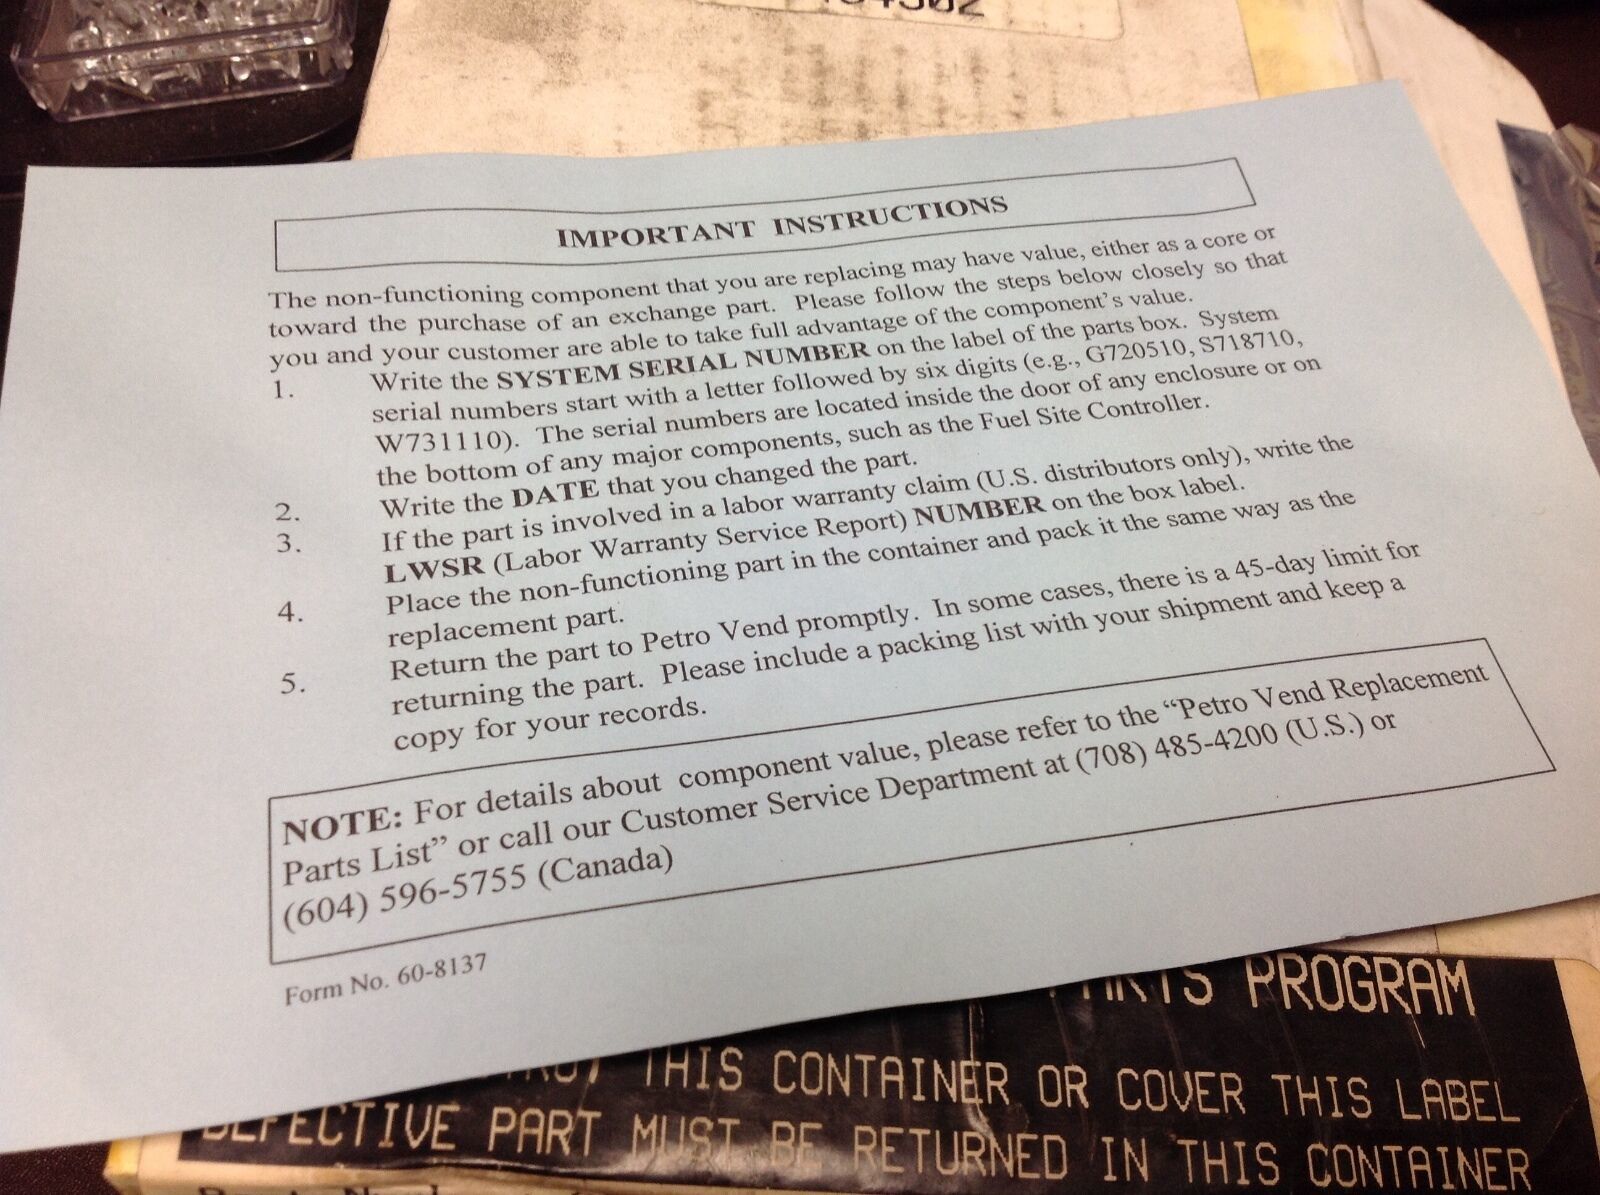 IMPORTANT INSTRUCTIONS
The non-functioning component that you are replacing may have value, either as a core or
toward the purchase of an exchange part. Please follow the steps below closely so that
you and your customer are able to take full advantage of the component's value.
1. Write the SYSTEM SERIAL NUMBER on the label of the parts box. System
serial numbers start with a letter followed by six digits (e.g., G720510, S718710,
W731110). The serial numbers are located inside the door of any enclosure or on
the bottom of any major components, such as the Fuel Site Controller.
2. Write the DATE that you changed the part.
3. If the part is involved in a labor warranty claim (U.S. distributors only), write the
LWSR (Labor Warranty Service Report) NUMBER on the box label.
4. Place the non-functioning part in the container and pack it the same way as the
replacement part.
5. Return the part to Petro Vend promptly. In some cases, there is a 45-day limit for
returning the part. Please include a packing list with your shipment and keep a
copy for your records.
NOTE: For details about component value, please refer to the “Petro Vend Replacement
Parts List” or call our Customer Service Department at (708) 485-4200 (U.S.) or
(604) 596-5755 (Canada)
Form No. 60-8137
PARTS PROGRAM
THIS CONTAINER OR COVER THIS LABEL
DEFECTIVE PART MUST BE RETURNED IN THIS CONTAINER